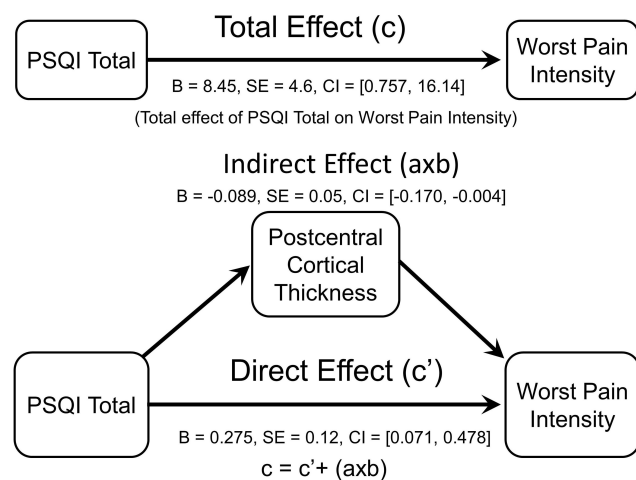 Total Effect (c)
PSQI Total
Worst Pain
Intensity
B = 8.45, SE = 4.6, CI = [0.757, 16.14]
(Total effect of PSQI Total on Worst Pain Intensity)
Indirect Effect (axb)
B = -0.089, SE = 0.05, CI = [-0.170, -0.004]
Postcentral
Cortical
Thickness
Direct Effect (c’)
PSQI Total
Worst Pain
Intensity
B = 0.275, SE = 0.12, CI = [0.071, 0.478]
c = c’+ (axb)